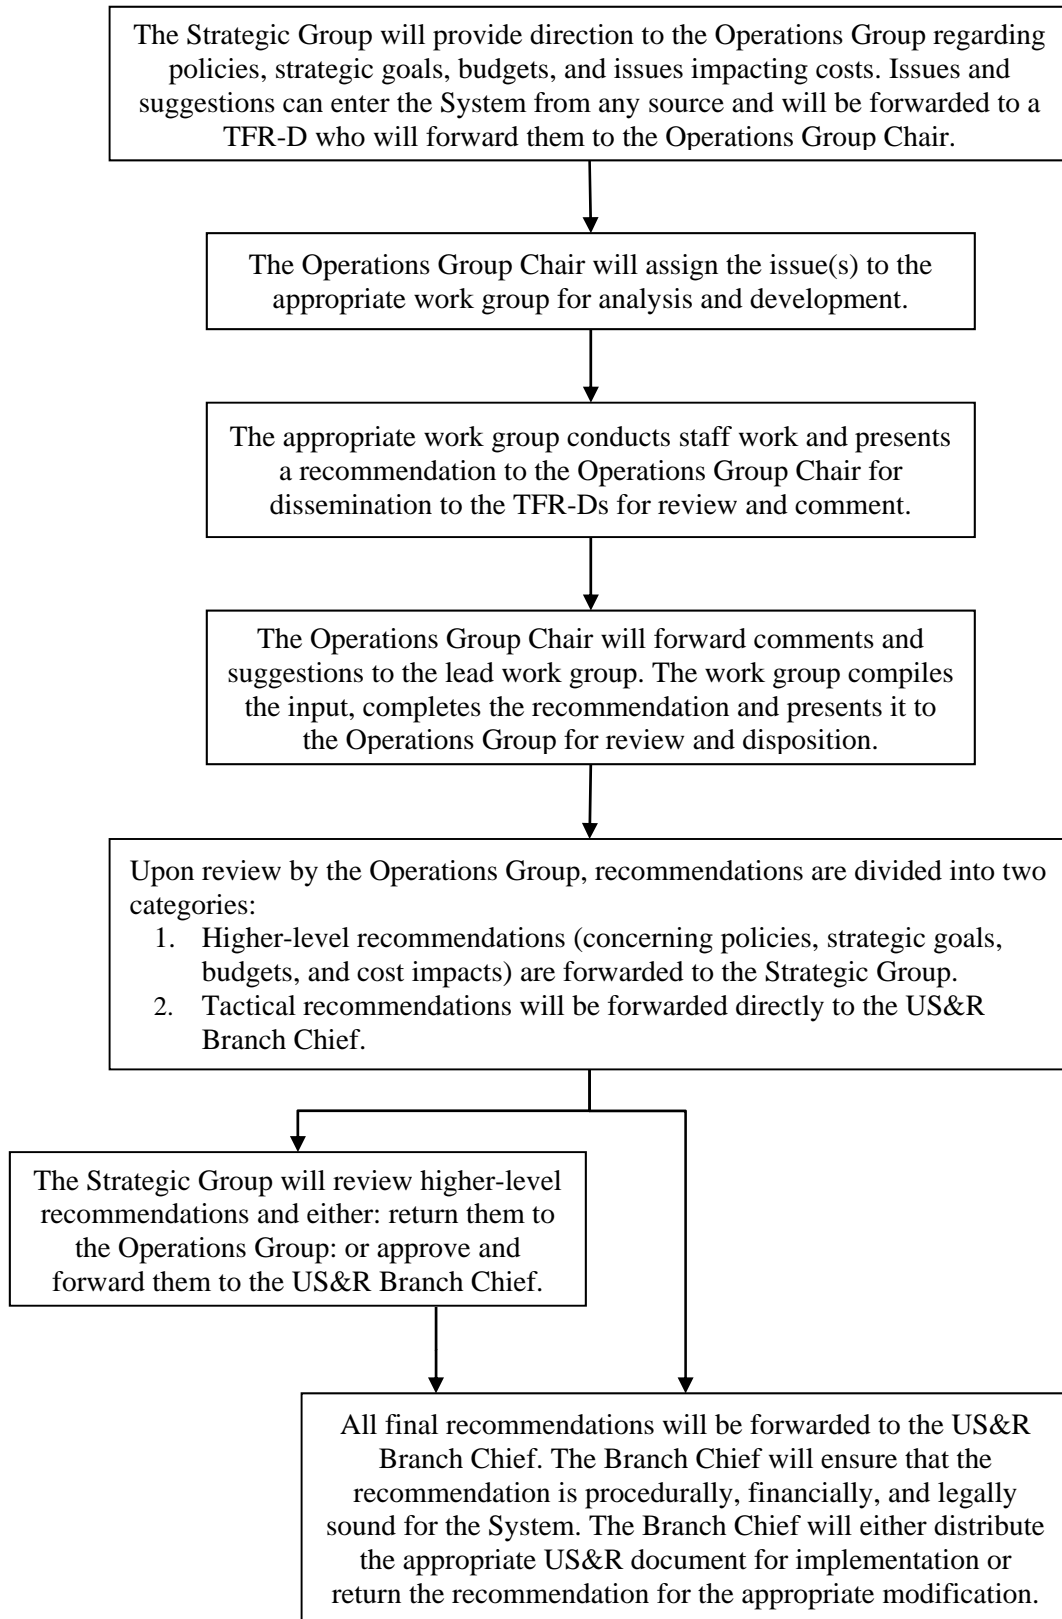 The Strategic Group will provide direction to the Operations Group regarding
policies, strategic goals, budgets, and issues impacting costs. Issues and
suggestions can enter the System from any source and will be forwarded to a
TFR-D who will forward them to the Operations Group Chair.
The Operations Group Chair will assign the issue(s) to the
appropriate work group for analysis and development.
The appropriate work group conducts staff work and presents
a recommendation to the Operations Group Chair for
dissemination to the TFR-Ds for review and comment.
The Operations Group Chair will forward comments and
suggestions to the lead work group. The work group compiles
the input, completes the recommendation and presents it to
the Operations Group for review and disposition.
Upon review by the Operations Group, recommendations are divided into two
categories:
1. Higher-level recommendations (concerning policies, strategic goals,
budgets, and cost impacts) are forwarded to the Strategic Group.
2. Tactical recommendations will be forwarded directly to the US&R
Branch Chief.
The Strategic Group will review higher-level
recommendations and either: return them to
the Operations Group: or approve and
forward them to the US&R Branch Chief.
All final recommendations will be forwarded to the US&R
Branch Chief. The Branch Chief will ensure that the
recommendation is procedurally, financially, and legally
sound for the System. The Branch Chief will either distribute
the appropriate US&R document for implementation or
return the recommendation for the appropriate modification.